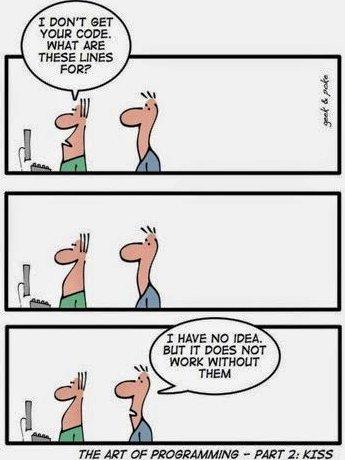 I DON'T GET
YOUR CODE.
WHAT ARE
THESE LINES
FOR?
geek & poke
I HAVE NO IDEA.
BUT IT DOES NOT
WORK WITHOUT
THEM
THE ART OF PROGRAMMING - PART 2: KISS